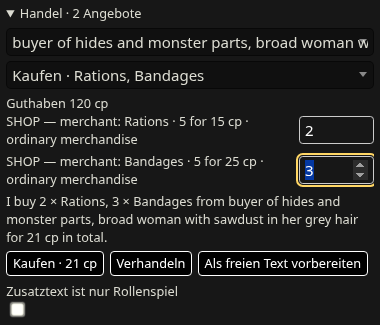 ▼ Handel · 2 Angebote
buyer of hides and monster parts, broad woman
Kaufen · Rations, Bandages
Guthaben 120 cp
SHOP — merchant: Rations · 5 for 15 cp ·
ordinary merchandise
2
SHOP — merchant: Bandages · 5 for 25 cp ·
ordinary merchandise
3
I buy 2 × Rations, 3 × Bandages from buyer of hides and
monster parts, broad woman with sawdust in her grey hair
for 21 cp in total.
Kaufen · 21 cp Verhandeln Als freien Text vorbereiten
Zusatztext ist nur Rollenspiel